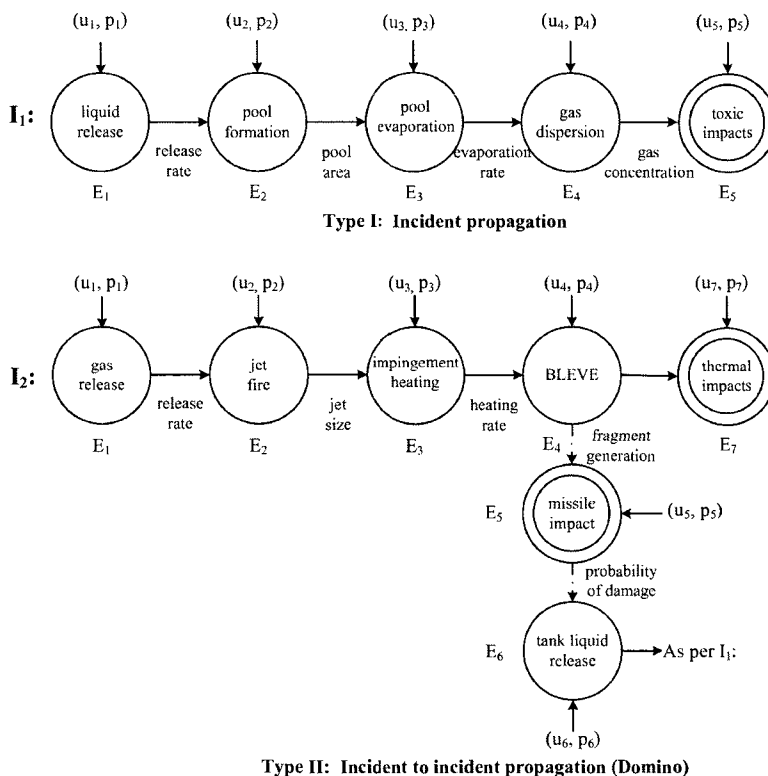 (u₁, p₁)
(u₂, p₂)
(u₃, p₃)
(u₄, p₄)
(u₅, p₅)
I₁:
liquid
release
pool
formation
pool
evaporation
gas
dispersion
toxic
impacts
release
rate
pool
area
evaporation
rate
gas
concentration
E₁
E₂
E₃
E₄
E₅
Type I: Incident propagation
(u₁, p₁)
(u₂, p₂)
(u₃, p₃)
(u₄, p₄)
(u₇, p₇)
I₂:
gas
release
jet
fire
impingement
heating
BLEVE
thermal
impacts
release
rate
jet
size
heating
rate
E₁
E₂
E₃
E₄
fragment
generation
E₇
E₅
missile
impact
(u₅, p₅)
probability
of damage
E₆
tank liquid
release
As per I₁:
(u₆, p₆)
Type II: Incident to incident propagation (Domino)